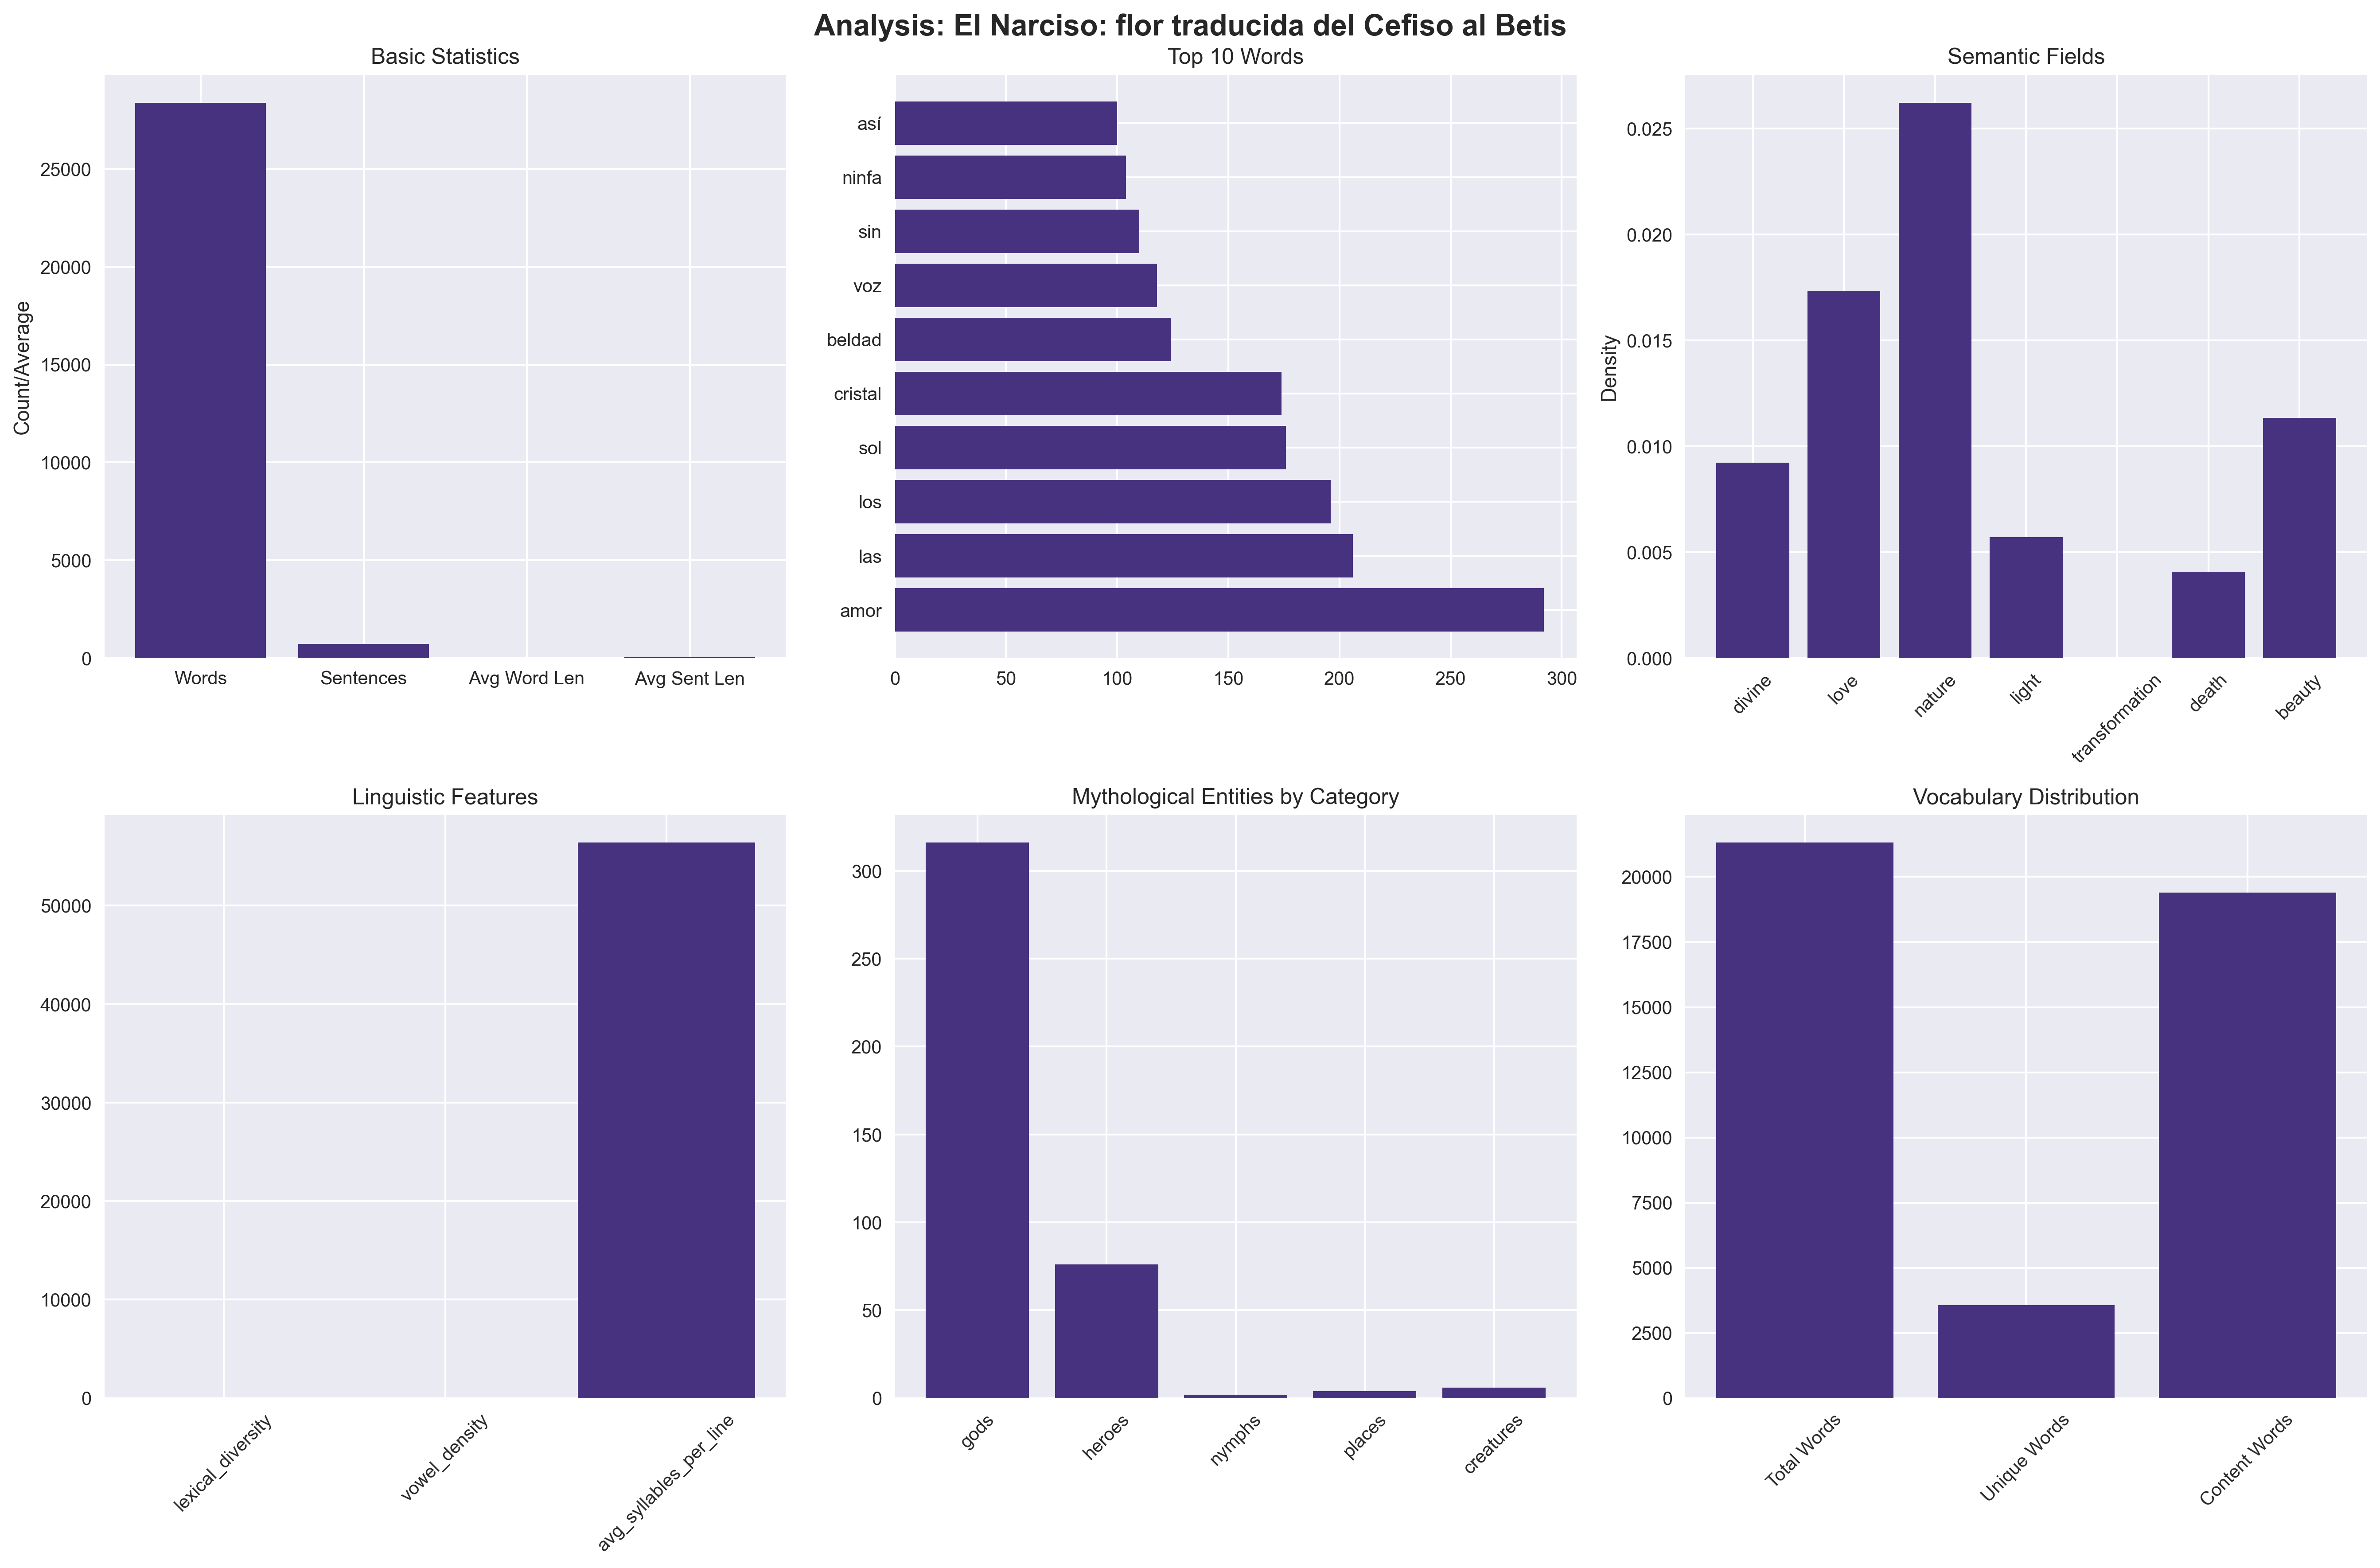 Analysis: El Narciso: flor traducida del Cefiso al Betis
Basic Statistics
Count/Average
25000
20000
15000
10000
5000
0
Words
Sentences
Avg Word Len
Avg Sent Len
Top 10 Words
así
ninfa
sin
voz
beldad
cristal
sol
los
las
amor
0
50
100
150
200
250
300
Semantic Fields
Density
0.025
0.020
0.015
0.010
0.005
0.000
divine
love
nature
light
transformation
death
beauty
Linguistic Features
50000
40000
30000
20000
10000
0
lexical_diversity
vowel_density
avg_syllables_per_line
Mythological Entities by Category
300
250
200
150
100
50
0
gods
heroes
nymphs
places
creatures
Vocabulary Distribution
20000
17500
15000
12500
10000
7500
5000
2500
0
Total Words
Unique Words
Content Words